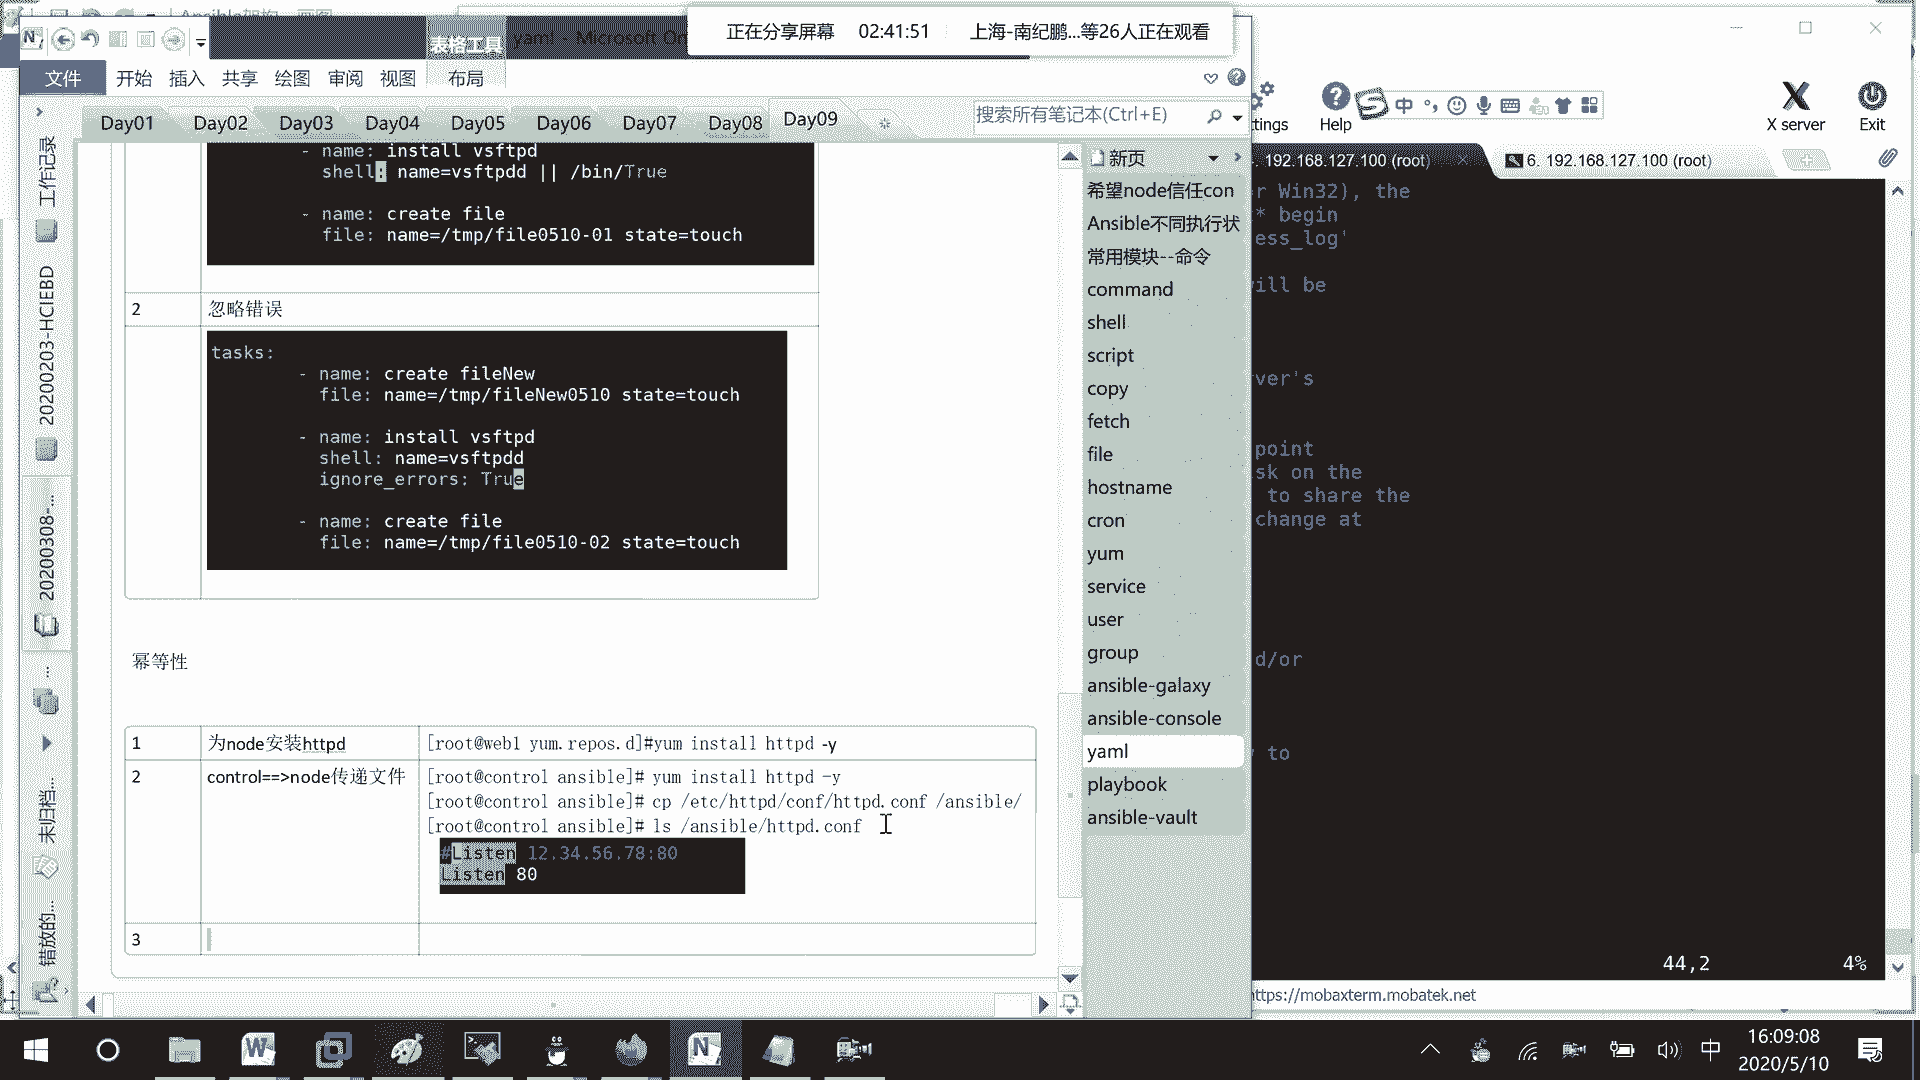 正在分享屏幕 02:41:51 上海-南纪鹏...等26人正在观看
表格工具
yaml - Microsoft On
文件 开始 插入 共享 绘图 审阅 视图 布局
Day01 Day02 Day03 Day04 Day05 Day06 Day07 Day08 Day09
搜索所有笔记本(Ctrl+E)
工作记录
20200203-HCIEBD
20200308-...
未归档...
错放的...
- name: install vsftpd
shell: name=vsftpdd || /bin/True
- name: create file
file: name=/tmp/file0510-01 state=touch
2 忽略错误
tasks:
- name: create fileNew
file: name=/tmp/fileNew0510 state=touch
- name: install vsftpd
shell: name=vsftpdd
ignore_errors: True
- name: create file
file: name=/tmp/file0510-02 state=touch
幂等性
1 为node安装httpd [root@web1 yum.repos.d]#yum install httpd -y
2 control==>node传递文件 [root@control ansible]# yum install httpd -y
[root@control ansible]# cp /etc/httpd/conf/httpd.conf /ansible/
[root@control ansible]# ls /ansible/httpd.conf
#Listen 12.34.56.78:80
Listen 80
3
新页
希望node信任con
Ansible不同执行状
常用模块--命令
command
shell
script
copy
fetch
file
hostname
cron
yum
service
user
group
ansible-galaxy
ansible-console
yaml
playbook
ansible-vault
tings Help X server Exit
中
192.168.127.100 (root) 6. 192.168.127.100 (root)
r Win32), the
* begin
ess_log'
ill be
ver's
point
sk on the
to share the
change at
d/or
to
44,2 4%
https://mobaxterm.mobatek.net
中
16:09:08
2020/5/10